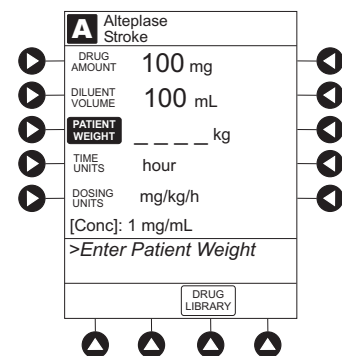 A Alteplase
Stroke
DRUG
AMOUNT 100 mg
DILUENT
VOLUME 100 mL
PATIENT
WEIGHT _ _ _ _ kg
TIME
UNITS hour
DOSING
UNITS mg/kg/h
[Conc]: 1 mg/mL
>Enter Patient Weight
DRUG
LIBRARY